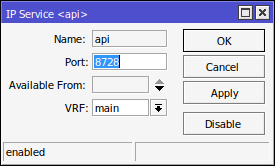 IP Service <api>
Name: api
OK
Port: 8728
Cancel
Available From:
Apply
VRF: main
Disable
enabled